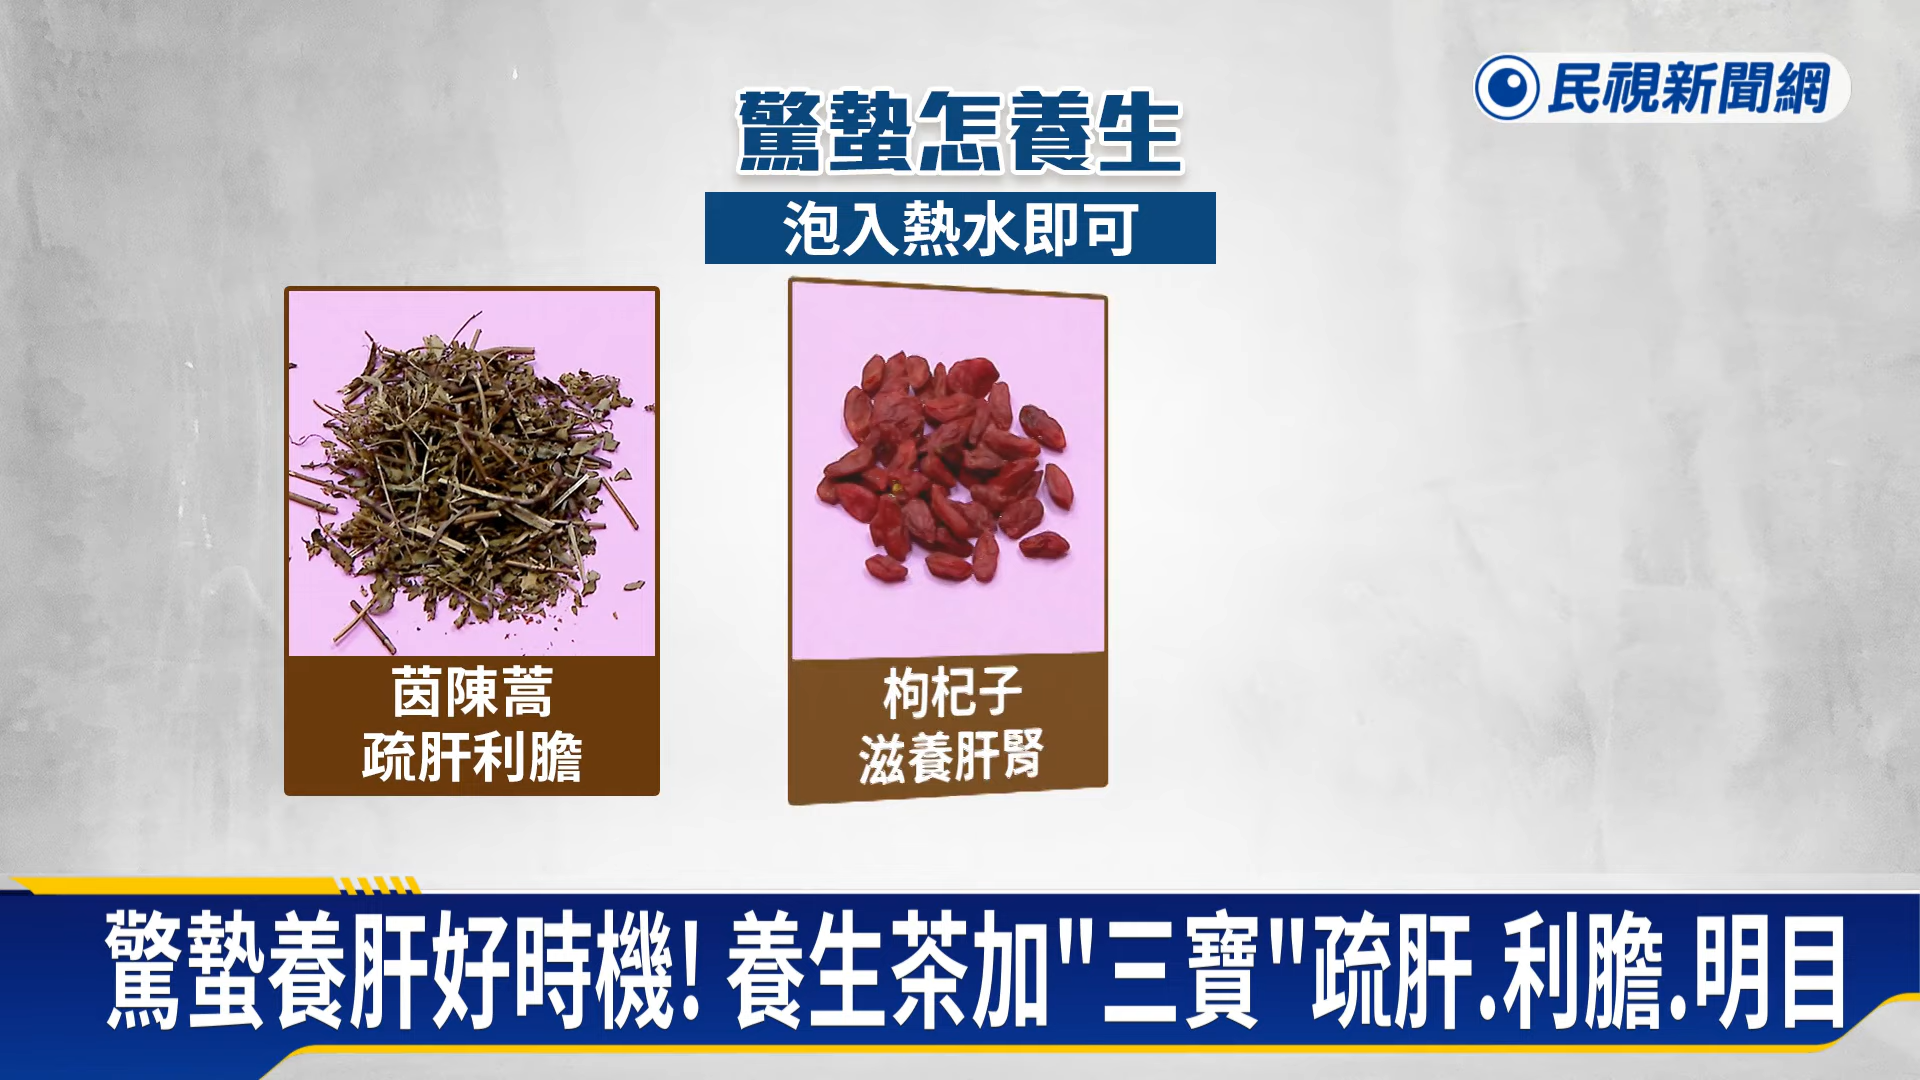 民視新聞網
驚蟄怎養生
泡入熱水即可
茵陳蒿
疏肝利膽
枸杞子
滋養肝腎
驚蟄養肝好時機! 養生茶加"三寶"疏肝.利膽.明目